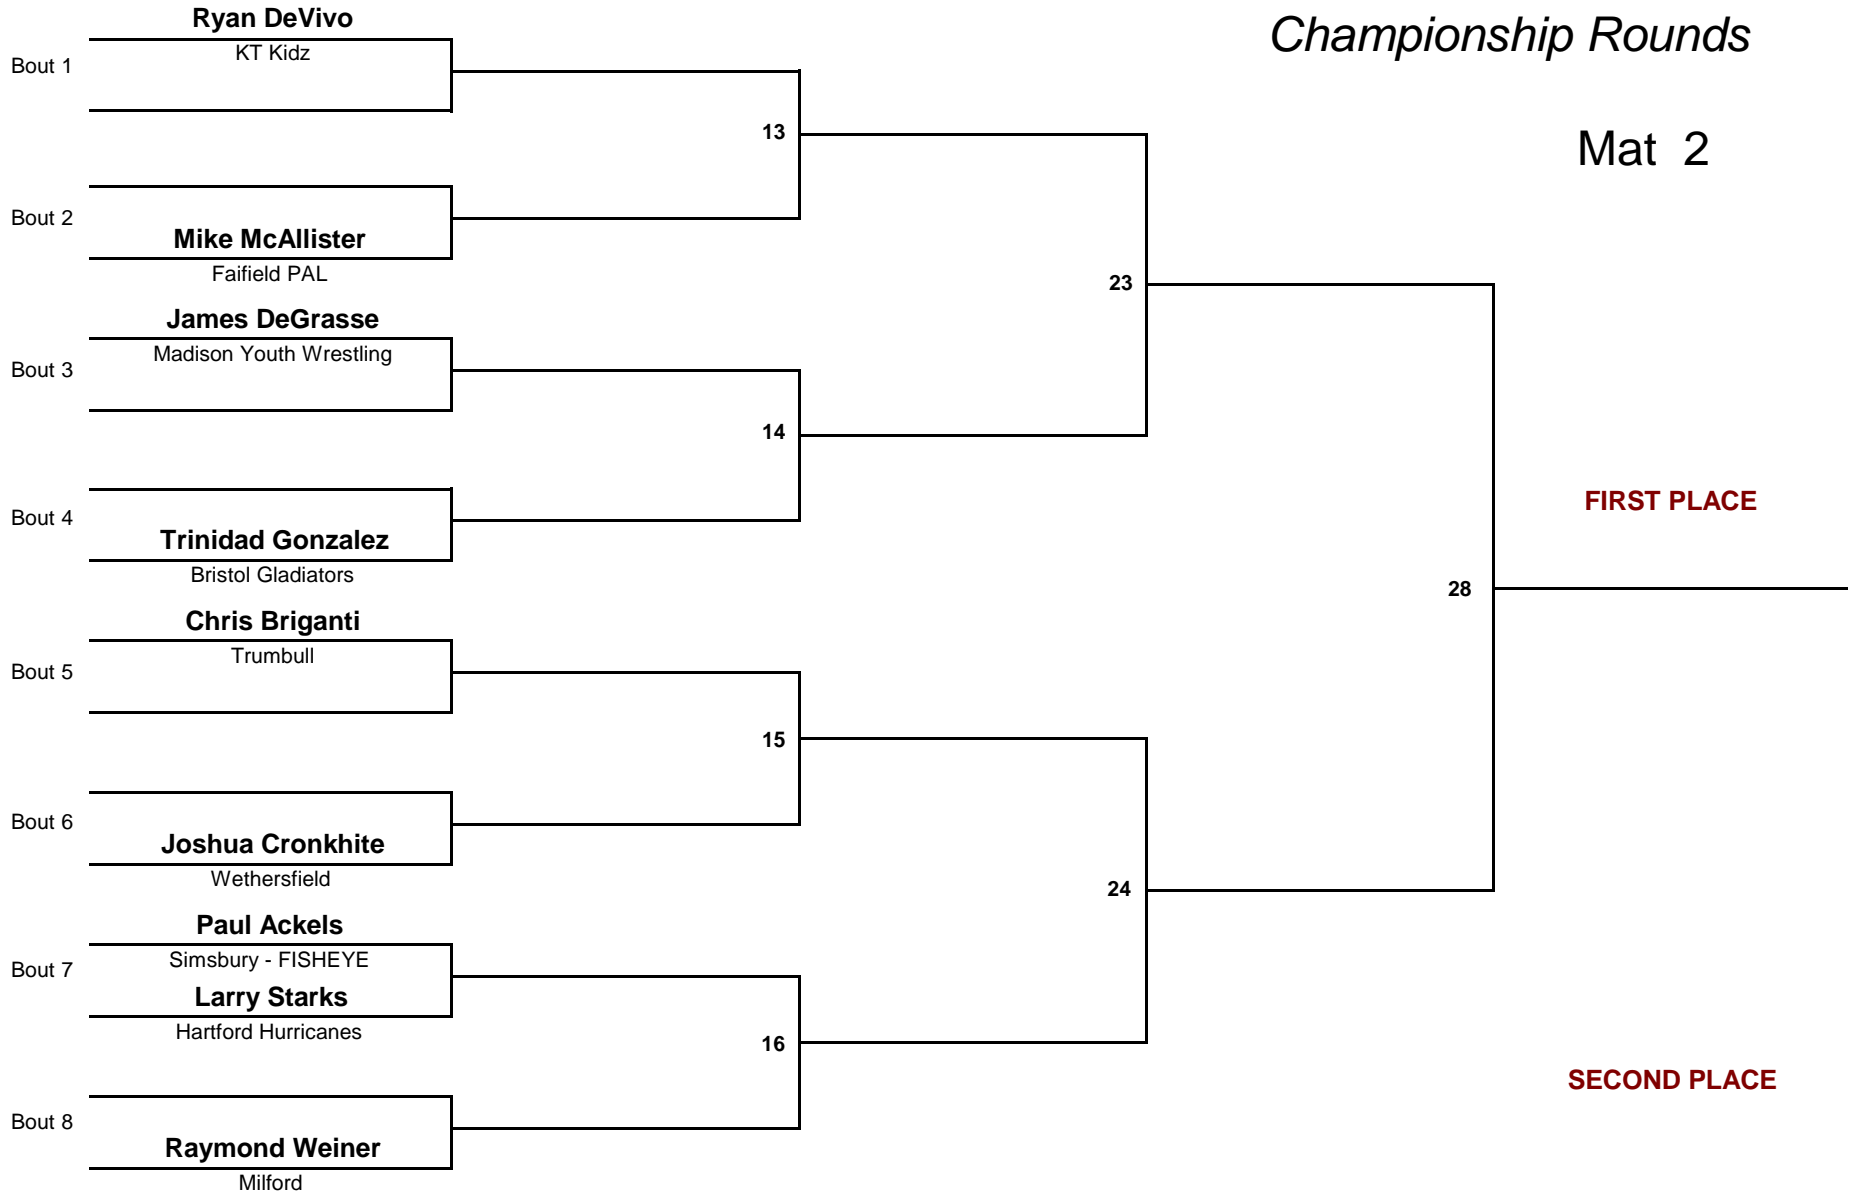 Championship Rounds
Mat 2
Ryan DeVivo
Bout 1
KT Kidz
13
Bout 2
Mike McAllister
Faifield PAL
23
James DeGrasse
Bout 3
Madison Youth Wrestling
14
Bout 4
Trinidad Gonzalez
Bristol Gladiators
FIRST PLACE
28
Chris Briganti
Bout 5
Trumbull
15
Bout 6
Joshua Cronkhite
Wethersfield
24
Paul Ackels
Bout 7
Simsbury - FISHEYE
Larry Starks
Hartford Hurricanes
16
SECOND PLACE
Bout 8
Raymond Weiner
Milford